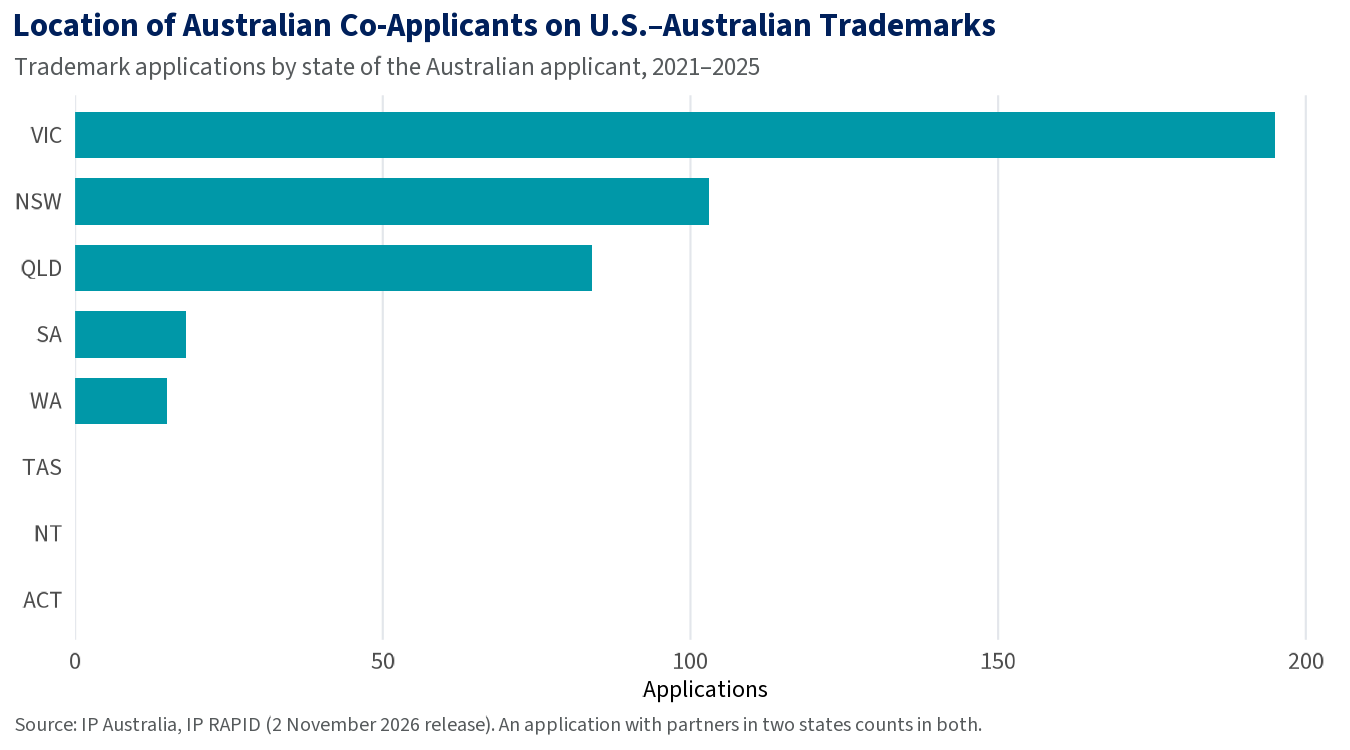 Location of Australian Co-Applicants on U.S.–Australian Trademarks
Trademark applications by state of the Australian applicant, 2021–2025
VIC
NSW
QLD
SA
WA
TAS
NT
ACT
0 50 100 150 200
Applications
Source: IP Australia, IP RAPID (2 November 2026 release). An application with partners in two states counts in both.